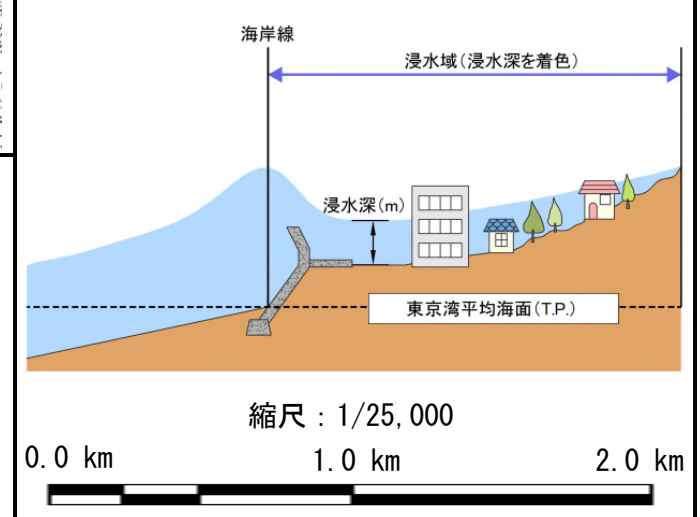 海岸線
浸水域(浸水深を着色)
浸水深(m)
東京湾平均海面(T.P.)
縮尺：1/25,000
0.0 km 1.0 km 2.0 km